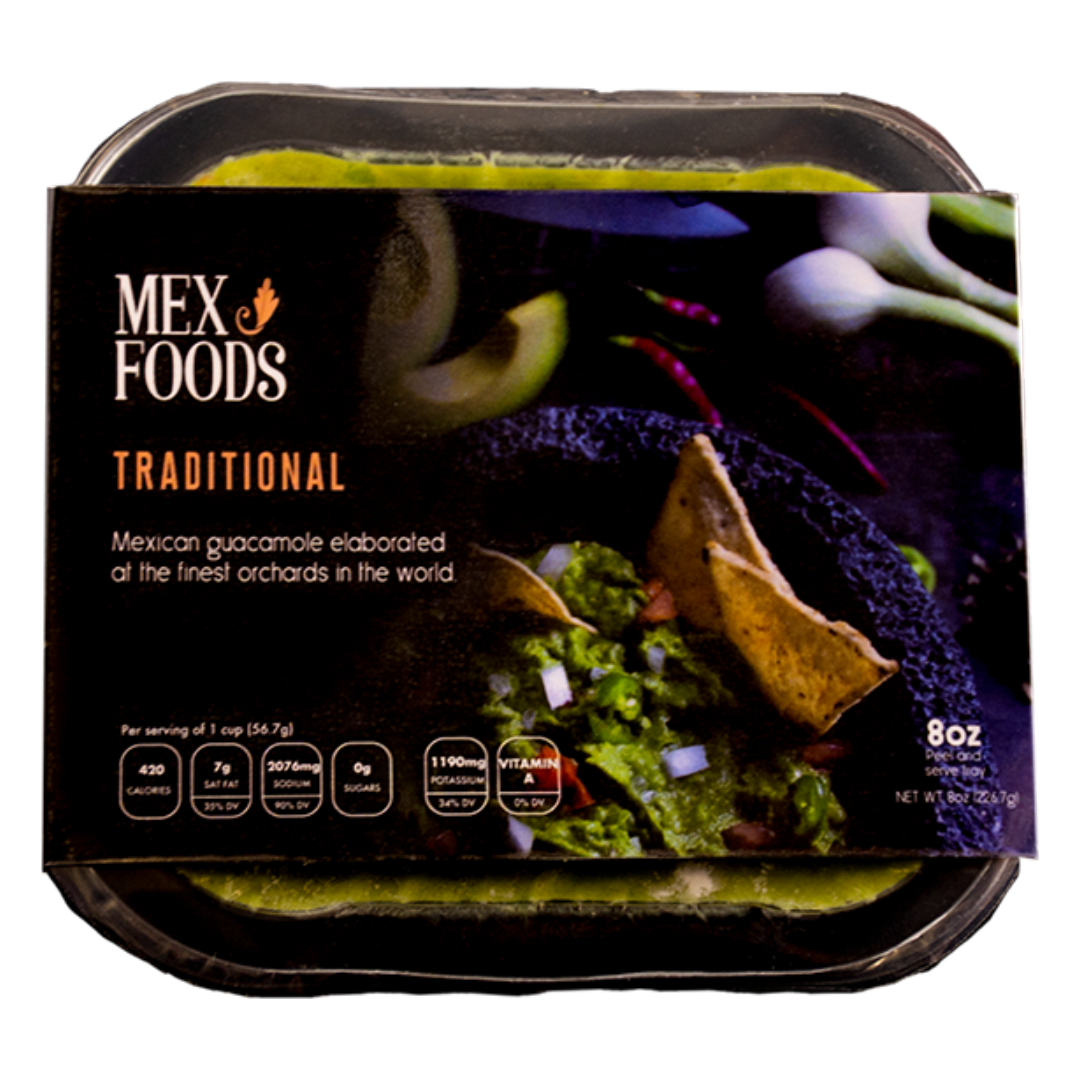 MEX
FOODS
TRADITIONAL
Mexican guacamole elaborated
at the finest orchards in the world.
Per serving of 1 cup (56.7g)
420
CALORIES
7g
SAT FAT
35% DV
2076mg
SODIUM
90% DV
0g
SUGARS
1190mg
POTASSIUM
34% DV
VITAMIN
A
0% DV
8oz
Peel and
serve tray
NET WT. 8oz (226.7g)